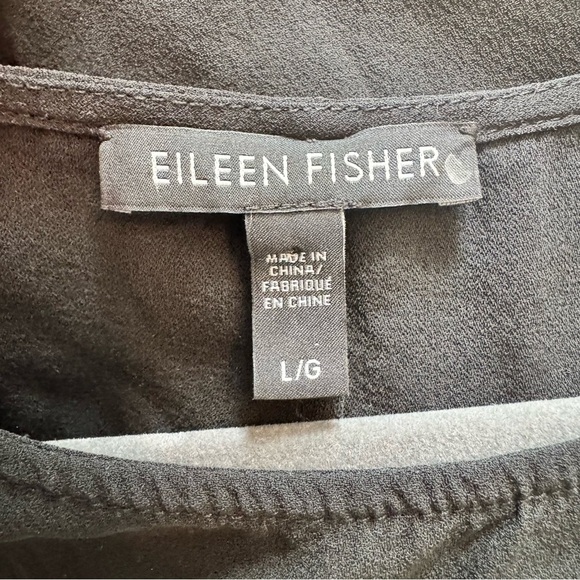 EILEEN FISHER
MADE IN
CHINA/
FABRIQUÉ
EN CHINE
L/G